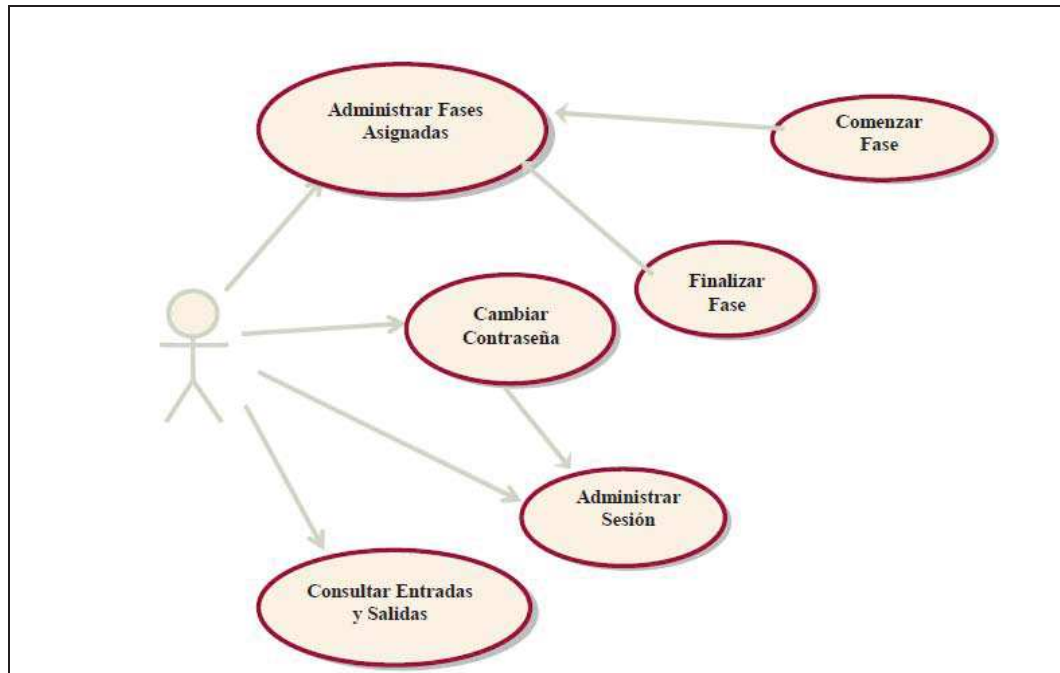 Administrar Fases
Asignadas
Comenzar
Fase
Finalizar
Fase
Cambiar
Contraseña
Administrar
Sesión
Consultar Entradas
y Salidas